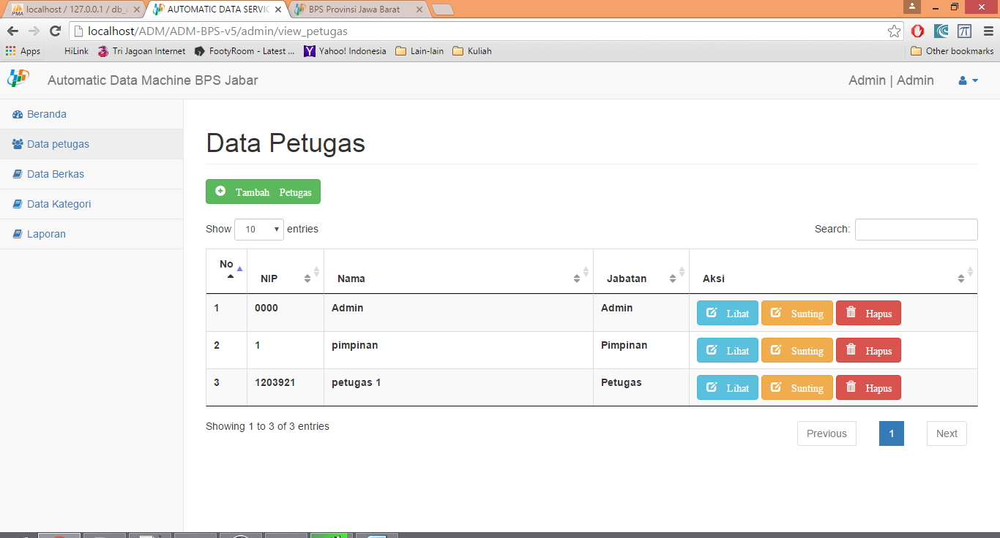 localhost / 127.0.0.1 / db_
AUTOMATIC DATA SERVIC
BPS Provinsi Jawa Barat
localhost/ADM/ADM-BPS-v5/admin/view_petugas
Apps HiLink Tri Jagoan Internet FootyRoom - Latest ... Yahoo! Indonesia Lain-lain Kuliah Other bookmarks
Automatic Data Machine BPS Jabar
Admin | Admin
Beranda
Data petugas
Data Berkas
Data Kategori
Laporan
Data Petugas
Tambah Petugas
Show 10 entries
Search:
No NIP Nama Jabatan Aksi
1 0000 Admin Admin Lihat Sunting Hapus
2 1 pimpinan Pimpinan Lihat Sunting Hapus
3 1203921 petugas 1 Petugas Lihat Sunting Hapus
Showing 1 to 3 of 3 entries
Previous 1 Next